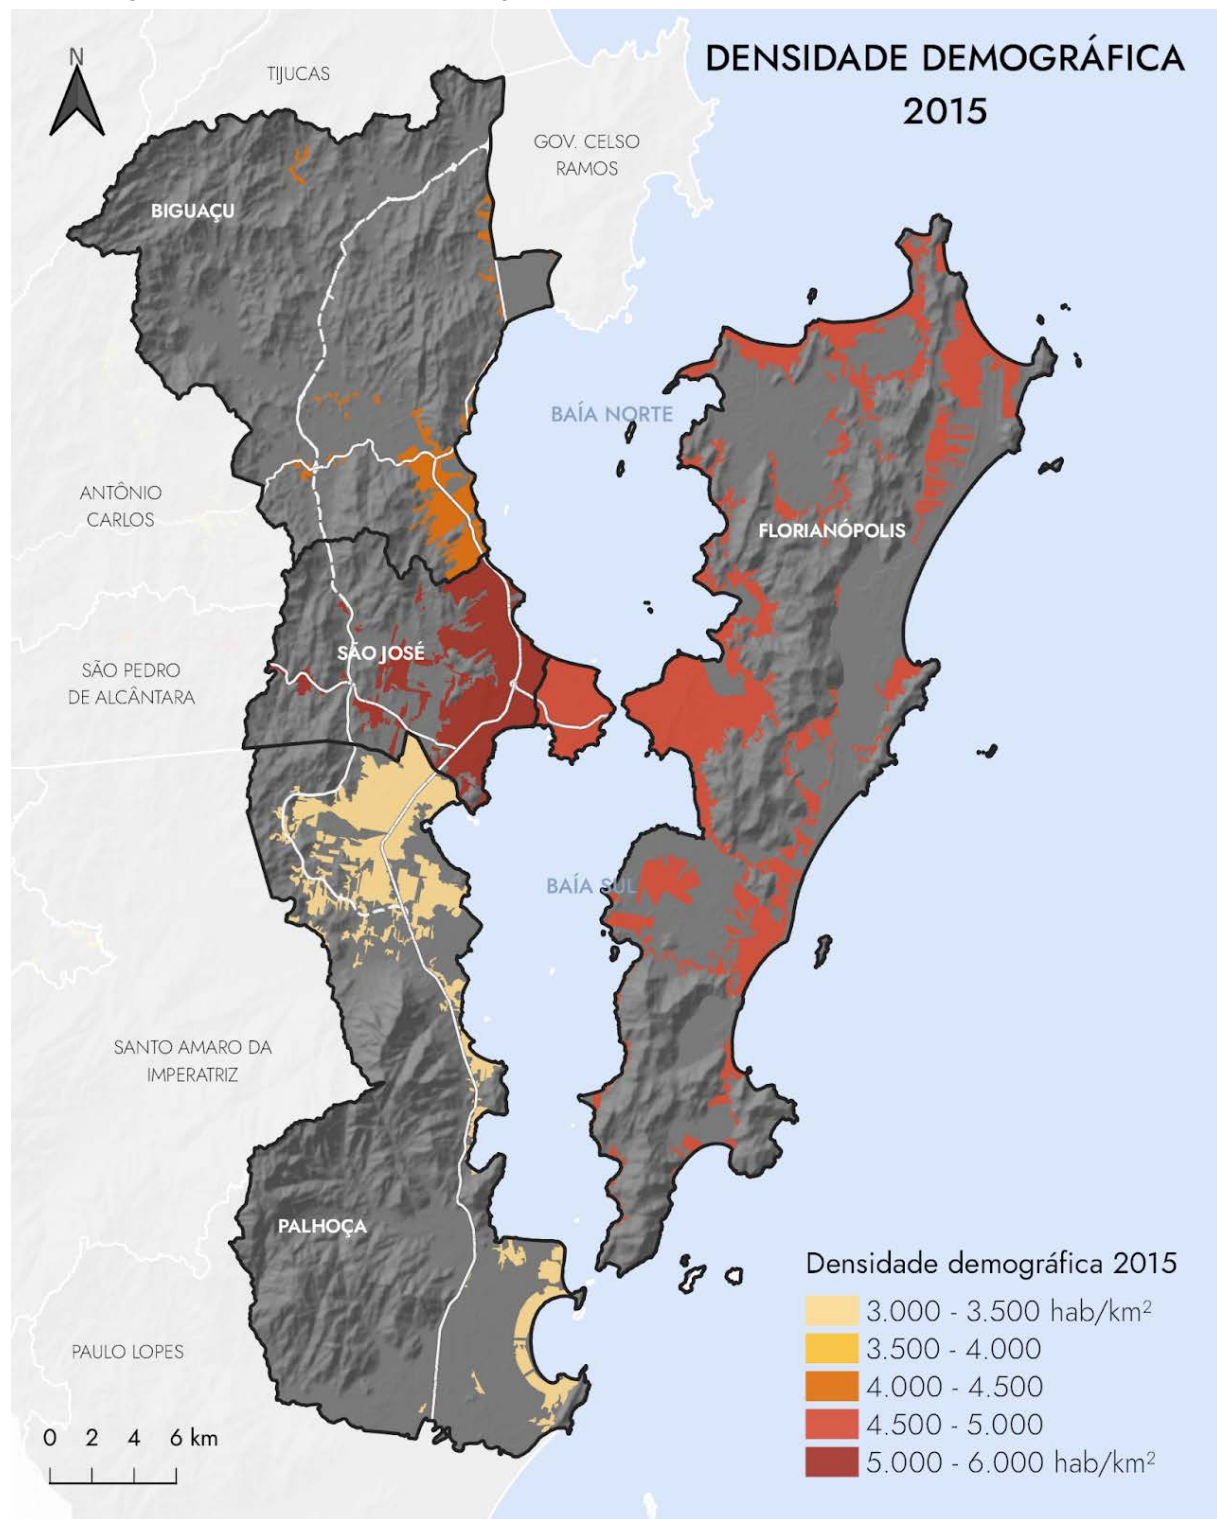 DENSIDADE DEMOGRÁFICA
2015
N
TIJUCAS
GOV. CELSO
RAMOS
BIGUAÇU
BAÍA NORTE
ANTÔNIO
CARLOS
FLORIANÓPOLIS
SÃO JOSÉ
SÃO PEDRO
DE ALCÂNTARA
BAÍA SUL
SANTO AMARO DA
IMPERATRIZ
PALHOÇA
PAULO LOPES
Densidade demográfica 2015
3.000 - 3.500 hab/km²
3.500 - 4.000
4.000 - 4.500
4.500 - 5.000
5.000 - 6.000 hab/km²
0 2 4 6 km